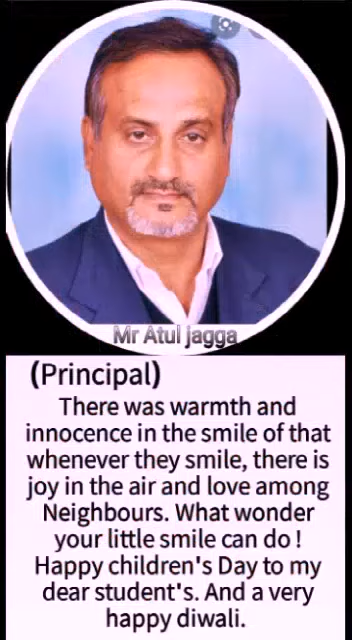 Mr Atul jagga
(Principal)
There was warmth and
innocence in the smile of that
whenever they smile, there is
joy in the air and love among
Neighbours. What wonder
your little smile can do !
Happy children's Day to my
dear student's. And a very
happy diwali.